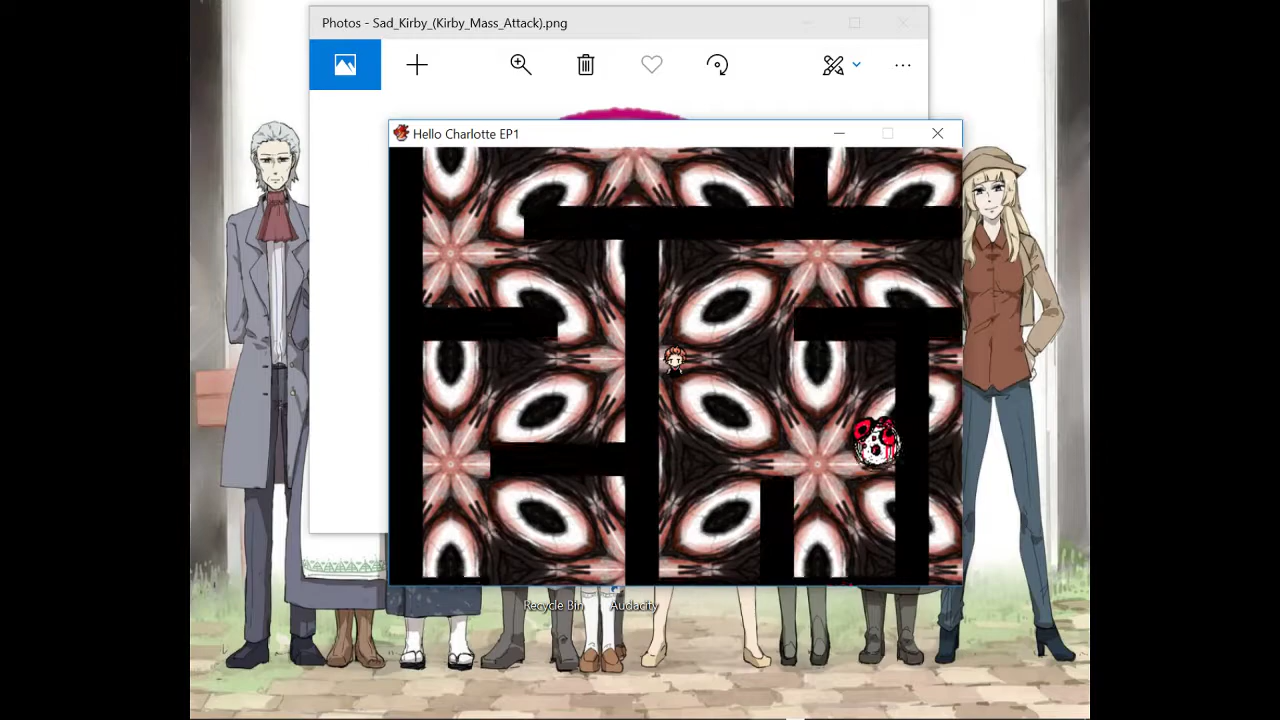 Photos - Sad_Kirby_(Kirby_Mass_Attack).png
Hello Charlotte EP1
Recycle Bin
Audacity